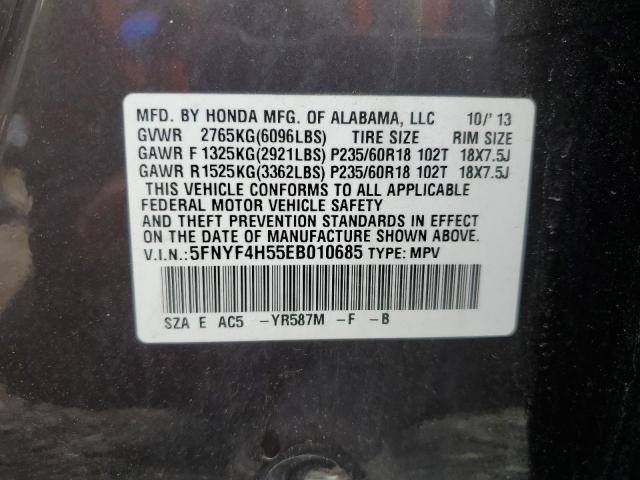 MFD. BY HONDA MFG. OF ALABAMA, LLC 10/'13
GVWR 2765KG(6096LBS) TIRE SIZE RIM SIZE
GAWR F 1325KG(2921LBS) P235/60R18 102T 18X7.5J
GAWR R1525KG(3362LBS) P235/60R18 102T 18X7.5J
THIS VEHICLE CONFORMS TO ALL APPLICABLE
FEDERAL MOTOR VEHICLE SAFETY
AND THEFT PREVENTION STANDARDS IN EFFECT
ON THE DATE OF MANUFACTURE SHOWN ABOVE.
V.I.N.: 5FNYF4H55EB010685 TYPE: MPV
SZA E AC5 -YR587M -F -B